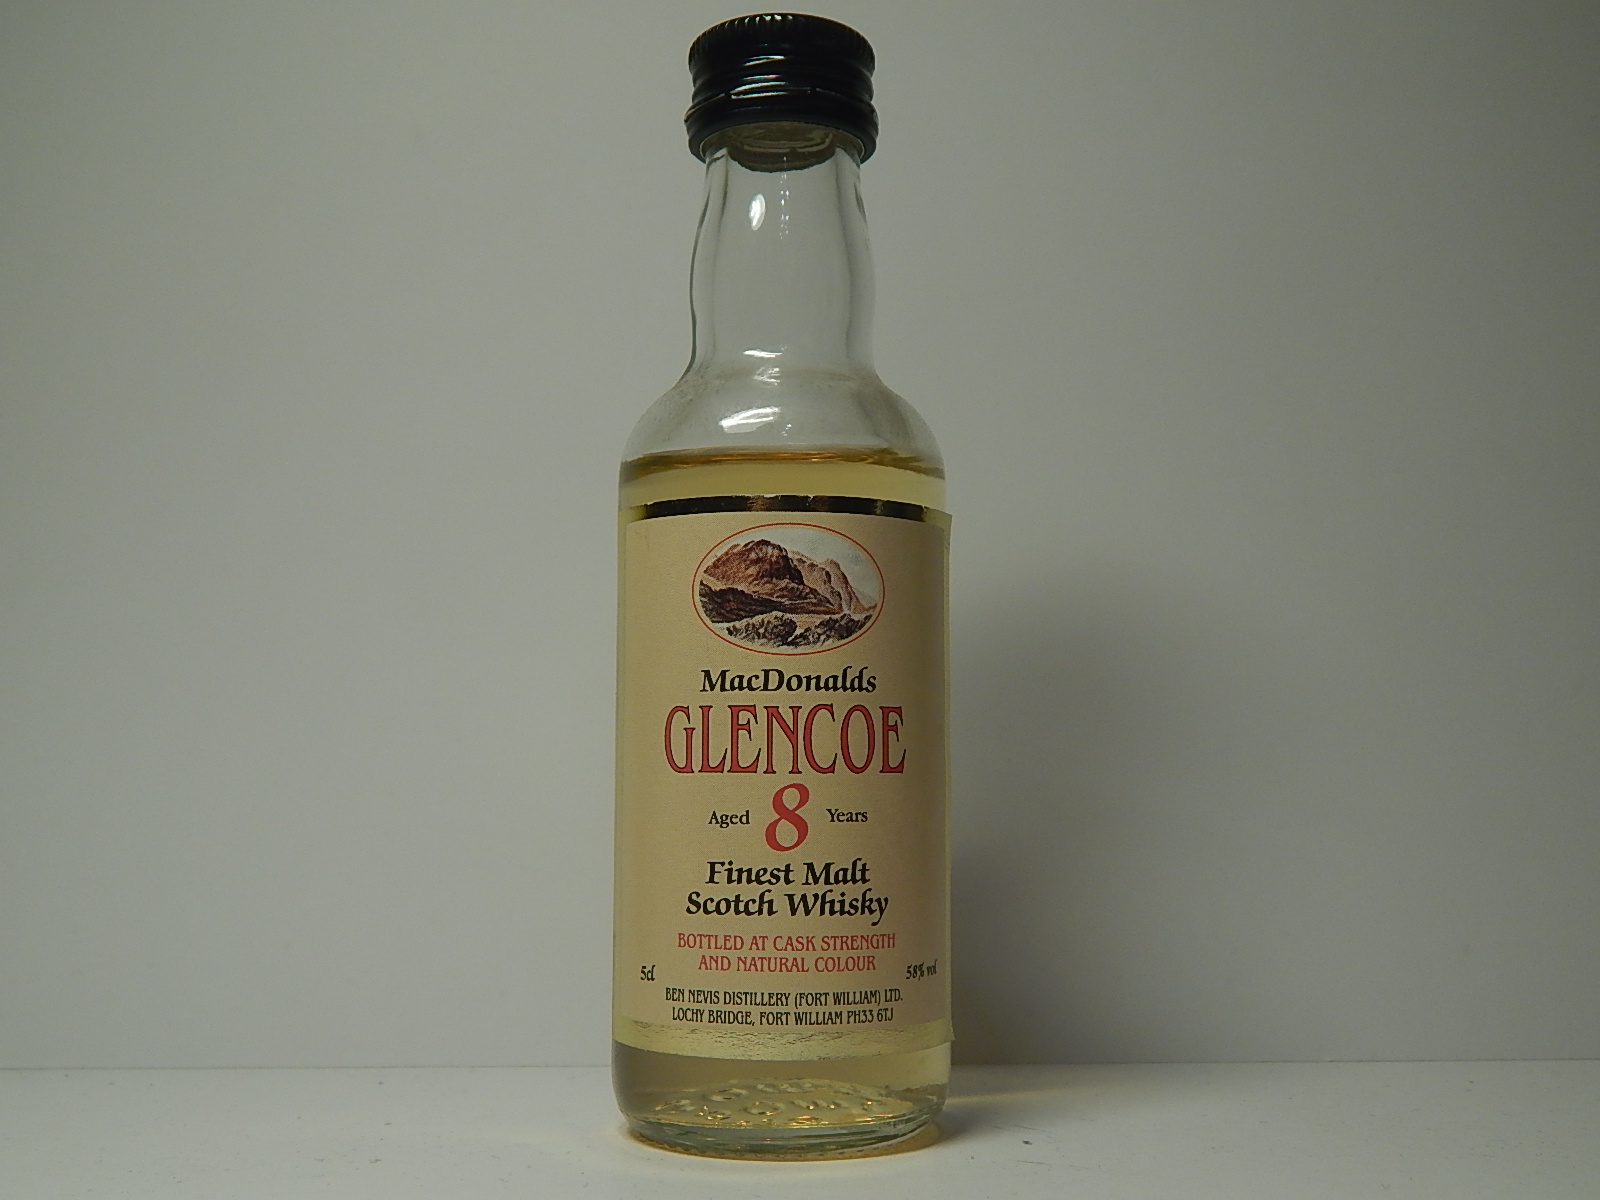 MacDonalds
GLENCOE
Aged 8 Years
Finest Malt
Scotch Whisky
BOTTLED AT CASK STRENGTH
AND NATURAL COLOUR
5cl 58% vol
BEN NEVIS DISTILLERY (FORT WILLIAM) LTD.
LOCHY BRIDGE, FORT WILLIAM PH33 6TJ